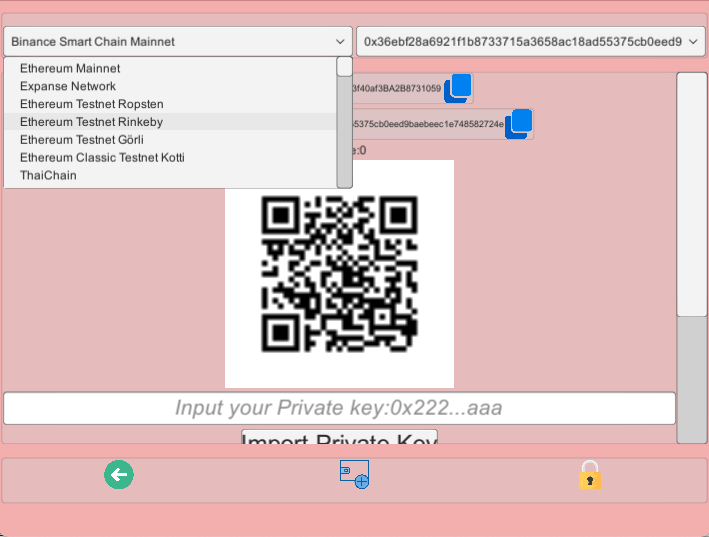 Binance Smart Chain Mainnet
0x36ebf28a6921f1b8733715a3658ac18ad55375cb0eed9
Ethereum Mainnet
Expanse Network
Ethereum Testnet Ropsten
Ethereum Testnet Rinkeby
Ethereum Testnet Görli
Ethereum Classic Testnet Kotti
ThaiChain
3f40af3BA2B8731059
55375cb0eed9baebeec1e748582724e
e:0
Input your Private key:0x222...aaa
Import Private Key